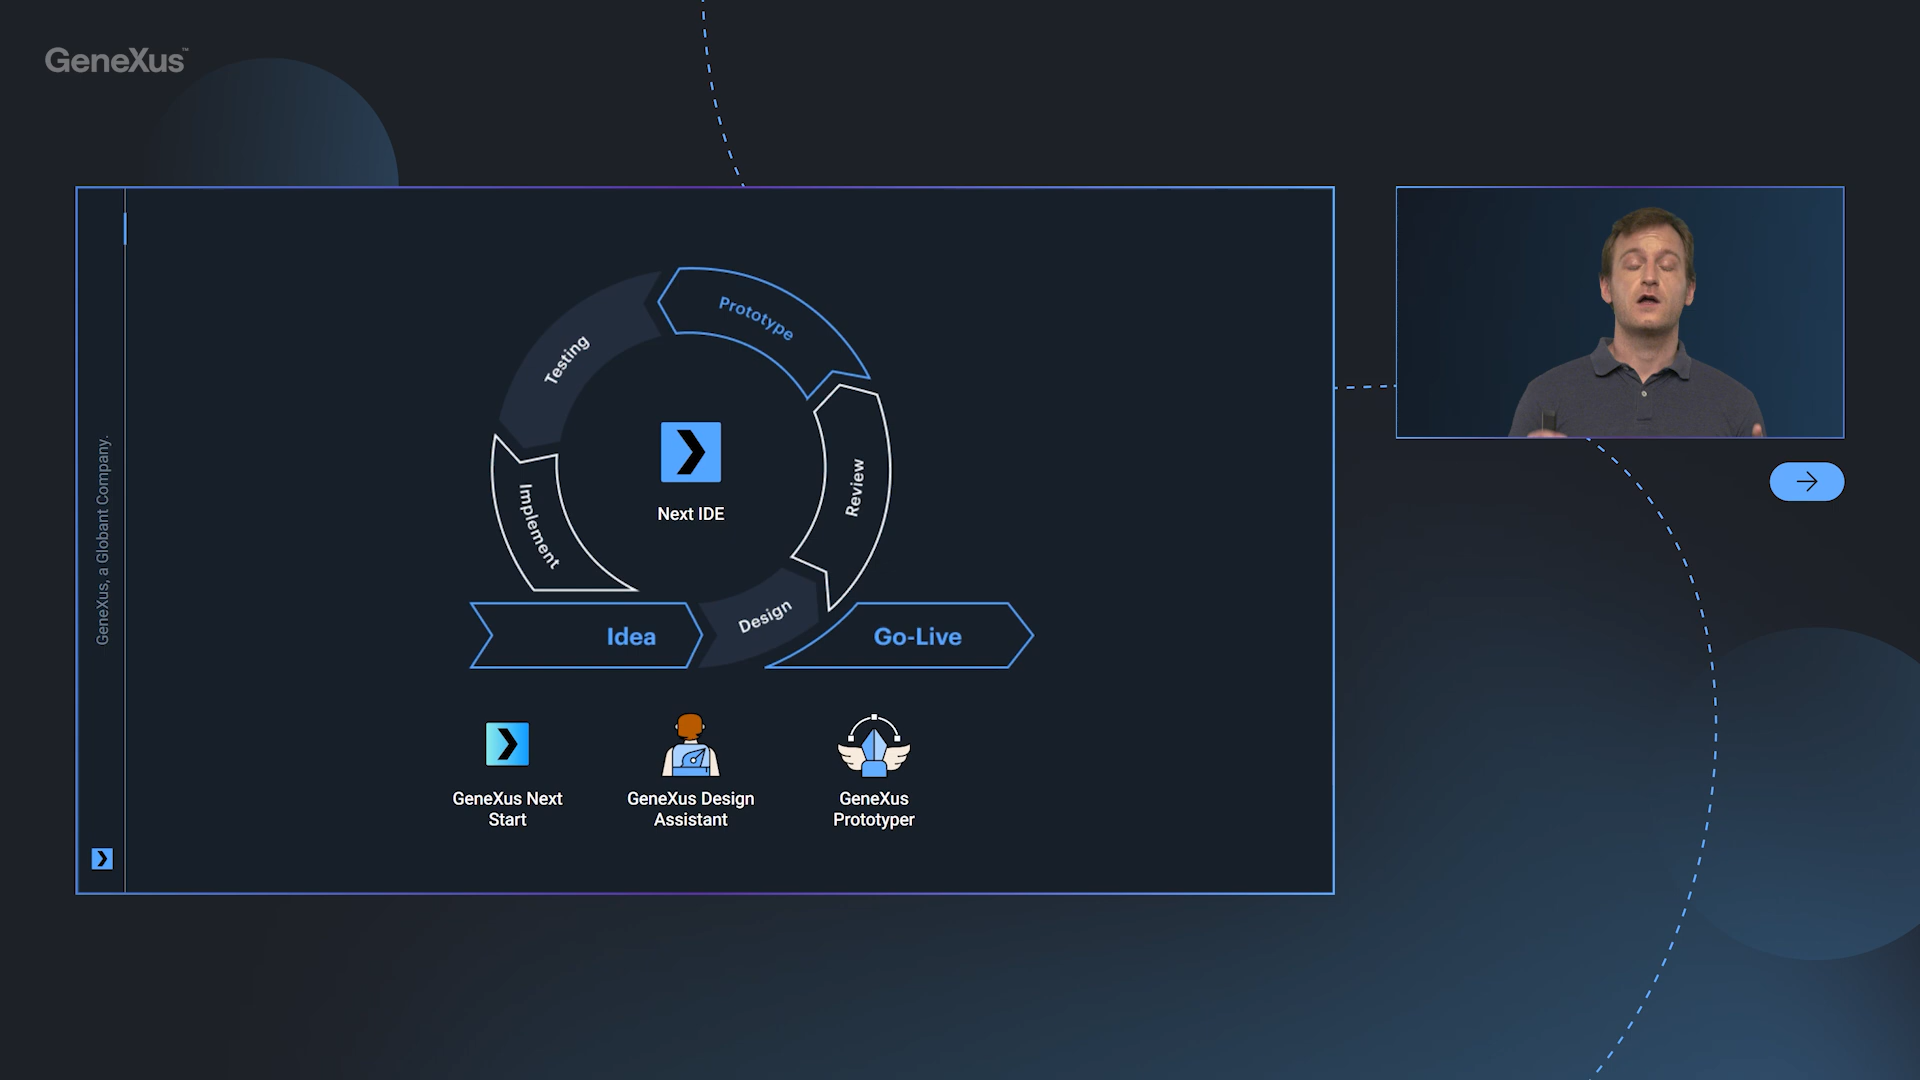 GeneXus™
GeneXus, a Globant Company.
Prototype
Testing
Review
Implement
Next IDE
Design
Idea
Go-Live
GeneXus Next
Start
GeneXus Design
Assistant
GeneXus
Prototyper